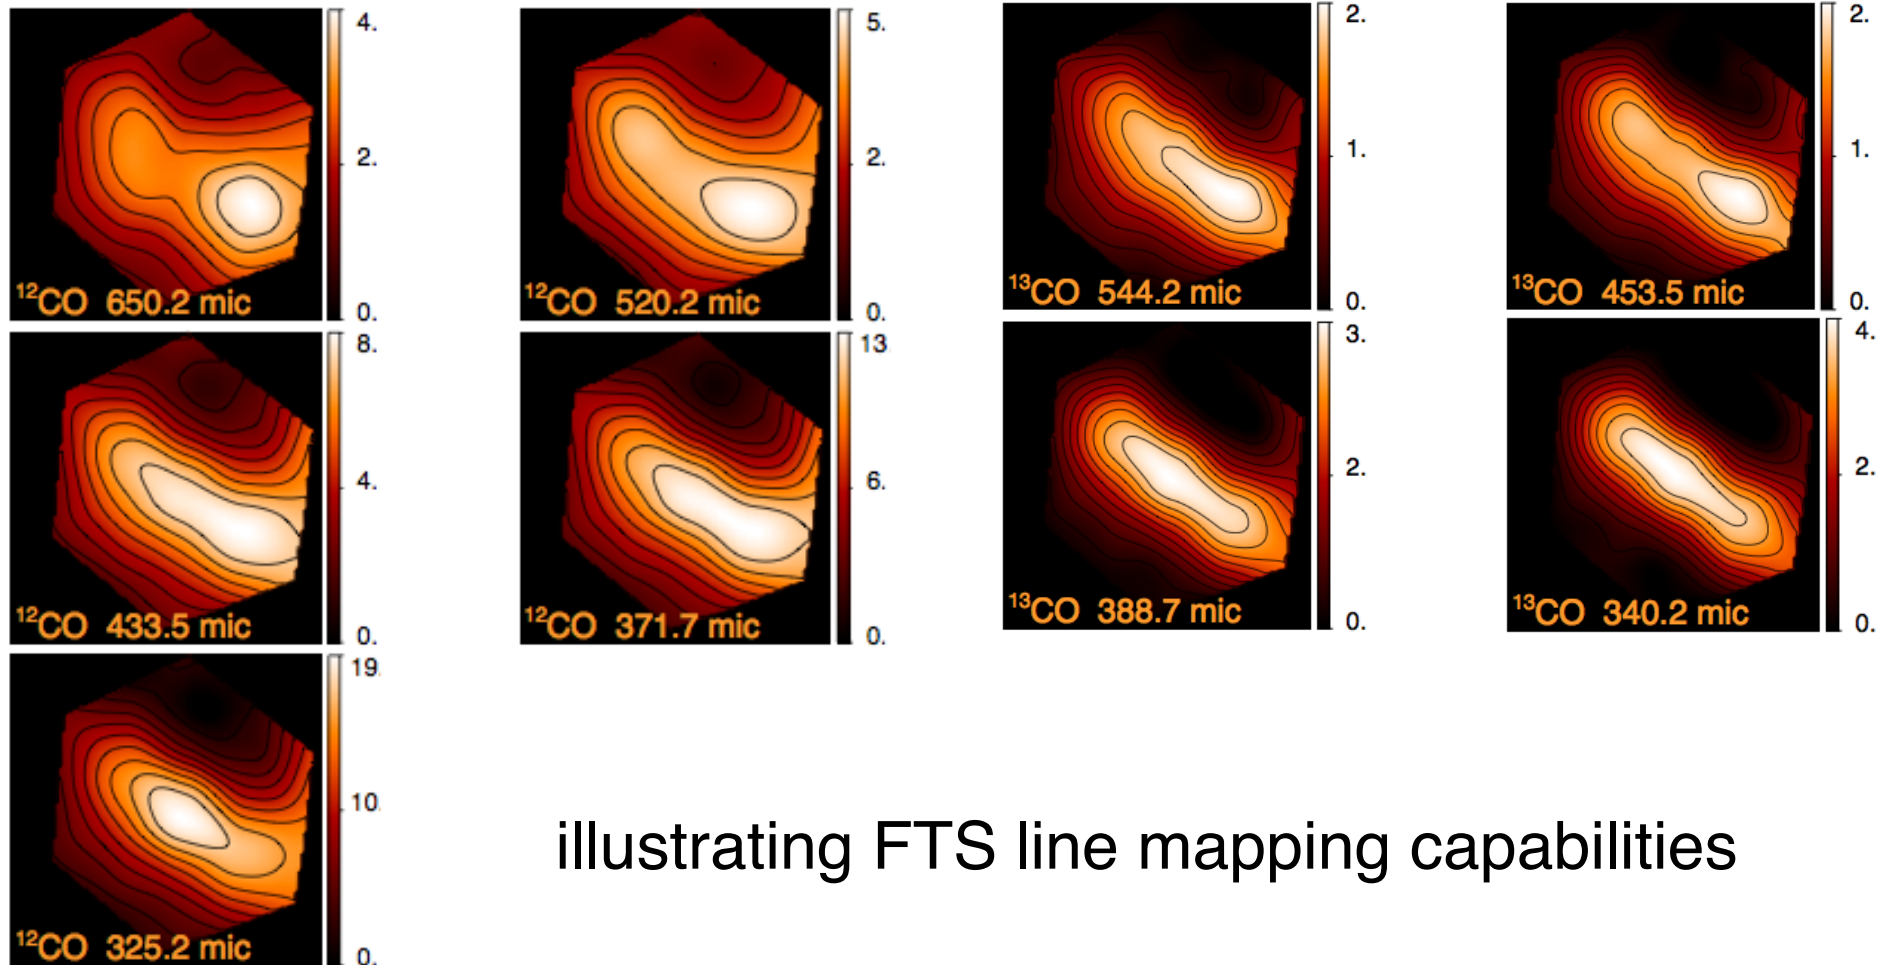 4.
2.
0.
¹²CO 650.2 mic
5.
2.
0.
¹²CO 520.2 mic
2.
1.
0.
¹³CO 544.2 mic
2.
1.
0.
¹³CO 453.5 mic
8.
4.
0.
¹²CO 433.5 mic
13
6.
0.
¹²CO 371.7 mic
3.
2.
0.
¹³CO 388.7 mic
4.
2.
0.
¹³CO 340.2 mic
19.
10.
0.
¹²CO 325.2 mic
illustrating FTS line mapping capabilities